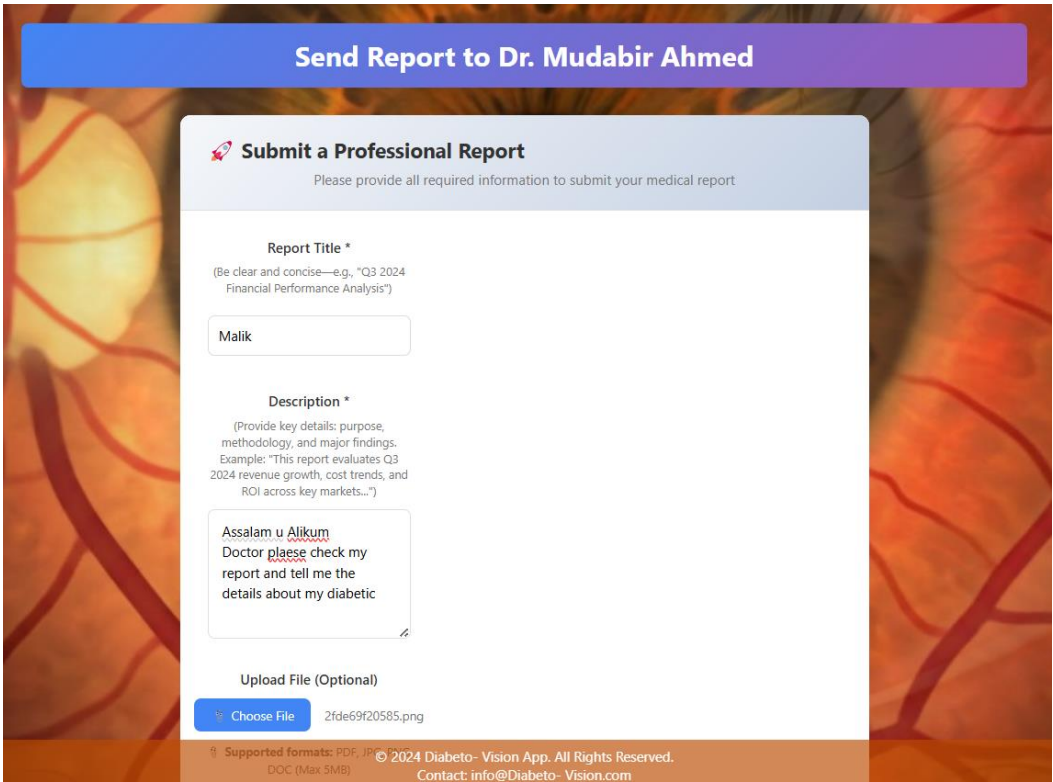 Send Report to Dr. Mudabir Ahmed
🚀 Submit a Professional Report
Please provide all required information to submit your medical report
Report Title *
(Be clear and concise—e.g., "Q3 2024
Financial Performance Analysis")
Malik
Description *
(Provide key details: purpose,
methodology, and major findings.
Example: "This report evaluates Q3
2024 revenue growth, cost trends, and
ROI across key markets...")
Assalam u Alikum
Doctor plaese check my
report and tell me the
details about my diabetic
Upload File (Optional)
Choose File 2fde69f20585.png
Supported formats: PDF, JPG, PNG,
DOC (Max 5MB)
© 2024 Diabeto- Vision App. All Rights Reserved.
Contact: info@Diabeto- Vision.com